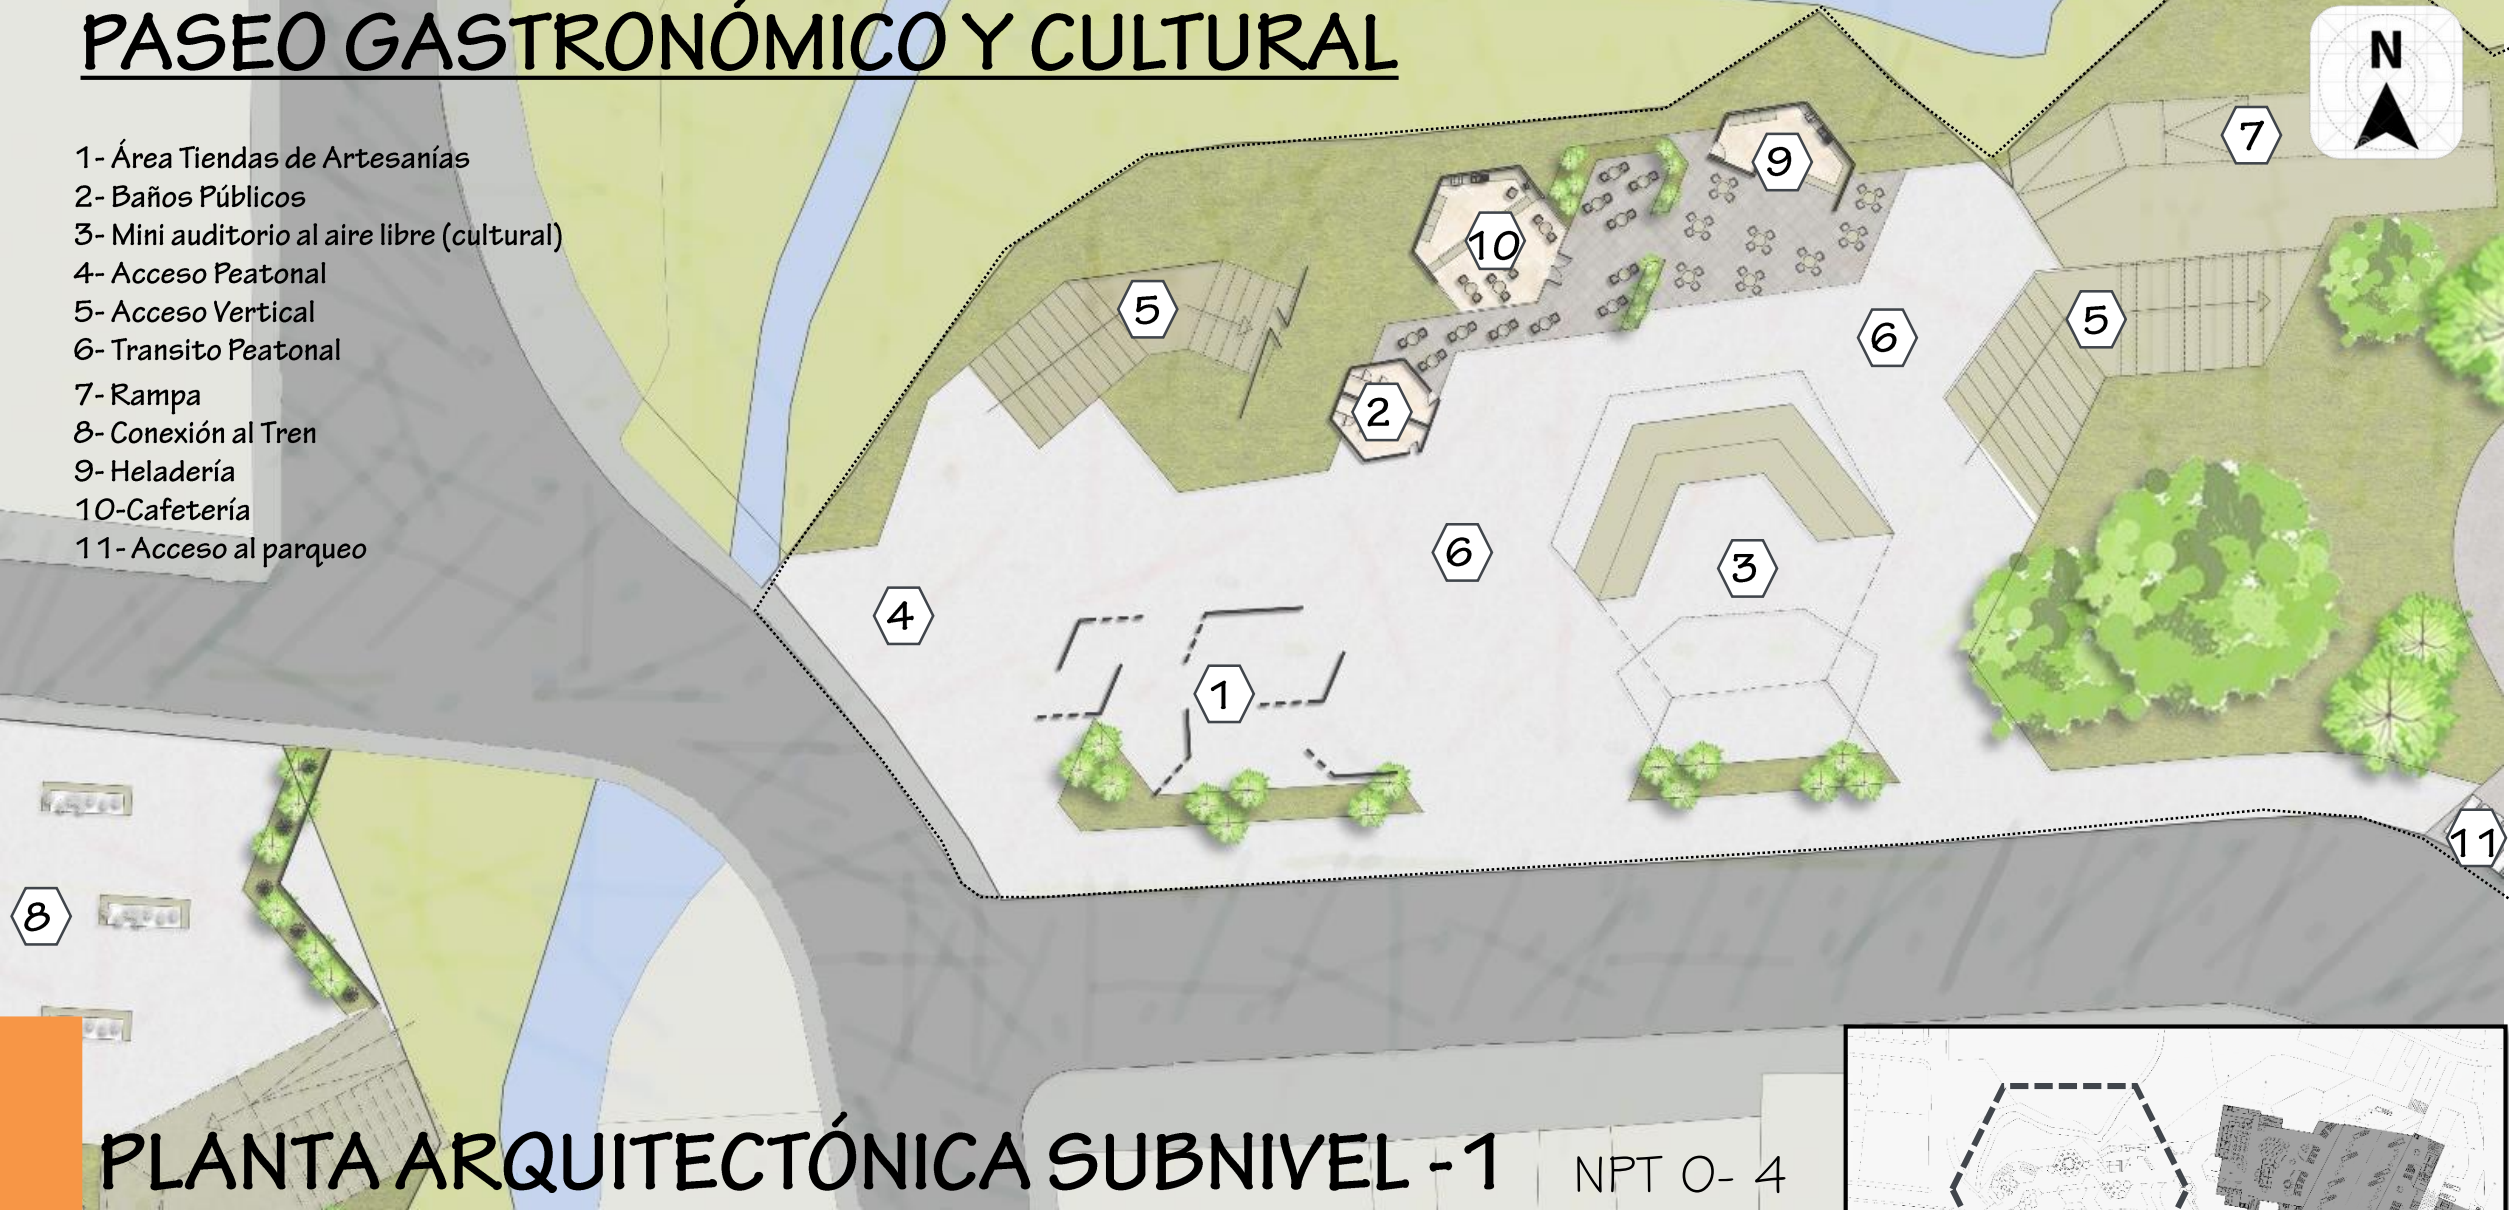 PASEO GASTRONÓMICO Y CULTURAL
N
1- Área Tiendas de Artesanías
2- Baños Públicos
3- Mini auditorio al aire libre (cultural)
4- Acceso Peatonal
5- Acceso Vertical
6- Transito Peatonal
7- Rampa
8- Conexión al Tren
9- Heladería
10-Cafetería
11- Acceso al parqueo
7
9
10
5
5
6
2
6
3
4
1
11
8
PLANTA ARQUITECTÓNICA SUBNIVEL -1 NPT 0- 4